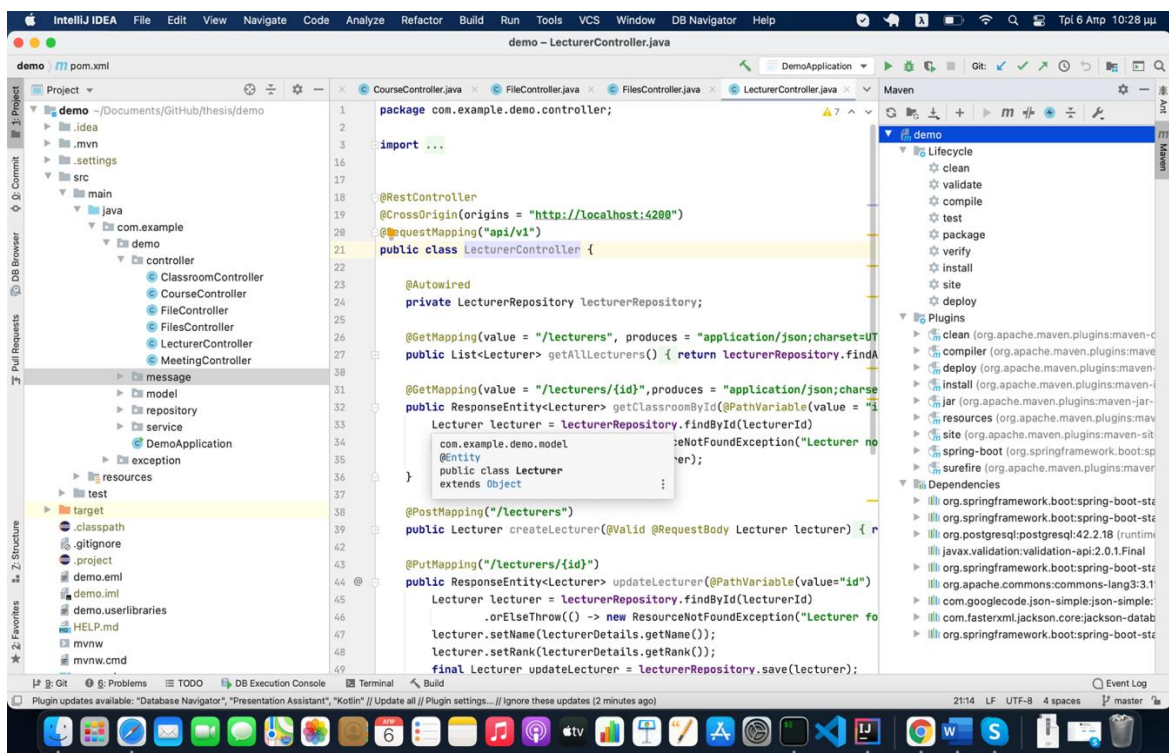 IntelliJ IDEA File Edit View Navigate Code Analyze Refactor Build Run Tools VCS Window DB Navigator Help Τρί 6 Απρ 10:28 μμ
demo – LecturerController.java
demo m pom.xml DemoApplication Git:
Project CourseController.java FileController.java FilesController.java LecturerController.java Maven
1: Project
Commit
DB Browser
Pull Requests
Z: Structure
2: Favorites
demo ~/Documents/GitHub/thesis/demo
.idea
.mvn
.settings
src
main
java
com.example
demo
controller
ClassroomController
CourseController
FileController
FilesController
LecturerController
MeetingController
message
model
repository
service
DemoApplication
exception
resources
test
target
.classpath
.gitignore
.project
demo.eml
demo.iml
demo.userlibraries
HELP.md
mvnw
mvnw.cmd
1 package com.example.demo.controller; 7
2
3 import ...
16
17
18 @RestController
19 @CrossOrigin(origins = "http://localhost:4200")
20 @RequestMapping("api/v1")
21 public class LecturerController {
22
23 @Autowired
24 private LecturerRepository lecturerRepository;
25
26 @GetMapping(value = "/lecturers", produces = "application/json;charset=UT
27 public List<Lecturer> getAllLecturers() { return lecturerRepository.findA
30
31 @GetMapping(value = "/lecturers/{id}",produces = "application/json;charse
32 public ResponseEntity<Lecturer> getClassroomById(@PathVariable(value = "i
33 Lecturer lecturer = lecturerRepository.findById(lecturerId)
34 ceNotFoundException("Lecturer no
35 er);
36 }
37
38 @PostMapping("/lecturers")
39 public Lecturer createLecturer(@Valid @RequestBody Lecturer lecturer) { r
42
43 @PutMapping("/lecturers/{id}")
44 @ public ResponseEntity<Lecturer> updateLecturer(@PathVariable(value="id")
45 Lecturer lecturer = lecturerRepository.findById(lecturerId)
46 .orElseThrow(() -> new ResourceNotFoundException("Lecturer fo
47 lecturer.setName(lecturerDetails.getName());
48 lecturer.setRank(lecturerDetails.getRank());
49 final Lecturer updateLecturer = lecturerRepository.save(lecturer);
com.example.demo.model
@Entity
public class Lecturer
extends Object
demo
Lifecycle
clean
validate
compile
test
package
verify
install
site
deploy
Plugins
clean (org.apache.maven.plugins:maven-c
compiler (org.apache.maven.plugins:mave
deploy (org.apache.maven.plugins:maven-
install (org.apache.maven.plugins:maven-i
jar (org.apache.maven.plugins:maven-jar-
resources (org.apache.maven.plugins:mav
site (org.apache.maven.plugins:maven-sit
spring-boot (org.springframework.boot:sp
surefire (org.apache.maven.plugins:maven
Dependencies
org.springframework.boot:spring-boot-sta
org.springframework.boot:spring-boot-sta
org.postgresql:postgresql:42.2.18 (runtim
javax.validation:validation-api:2.0.1.Final
org.springframework.boot:spring-boot-sta
org.apache.commons:commons-lang3:3.1
com.googlecode.json-simple:json-simple:
com.fasterxml.jackson.core:jackson-datab
org.springframework.boot:spring-boot-sta
Ant
Maven
9: Git 6: Problems TODO DB Execution Console Terminal Build Event Log
Plugin updates available: "Database Navigator", "Presentation Assistant", "Kotlin" // Update all // Plugin settings... // Ignore these updates (2 minutes ago) 21:14 LF UTF-8 4 spaces master
ΑΠΡ
6
tv